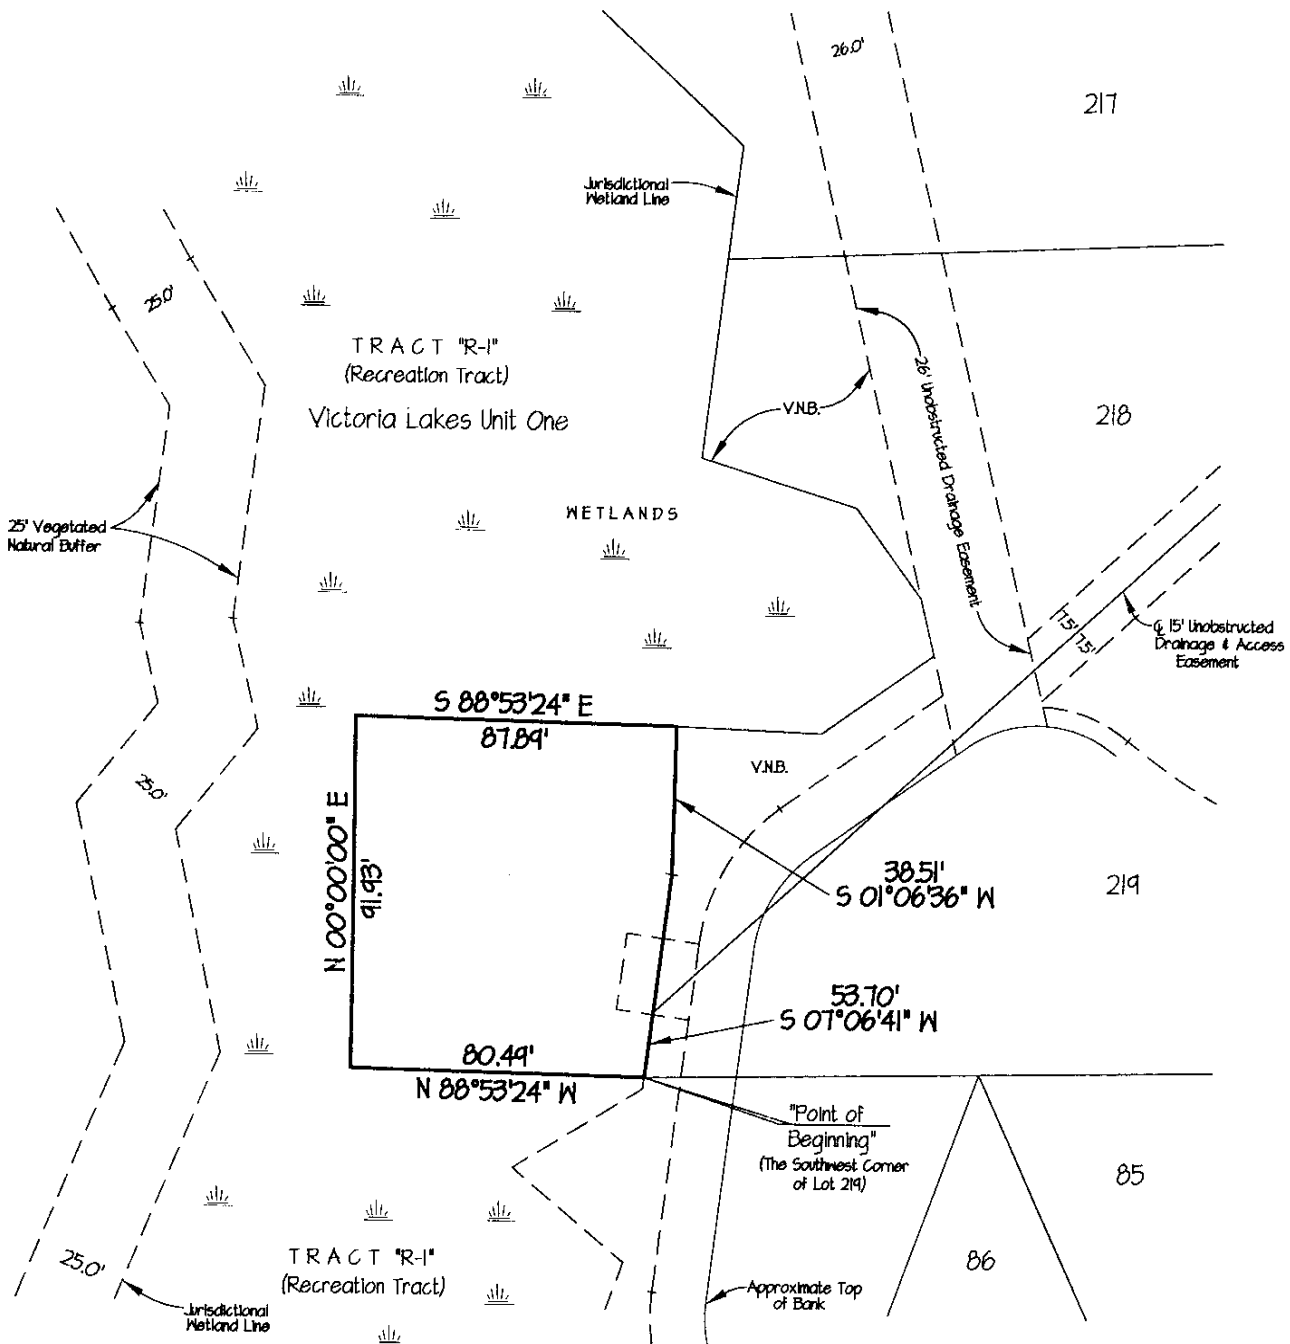 26.0'
217
Jurisdictional
Wetland Line
25.0'
TRACT "R-1"
(Recreation Tract)
Victoria Lakes Unit One
V.N.B.
26' Unobstructed Drainage Easement
218
25' Vegetated
Natural Buffer
WETLANDS
7.5' 7.5'
℄ 15' Unobstructed
Drainage & Access
Easement
S 88°53'24" E
87.89'
V.N.B.
25.0'
N 00°00'00" E
91.93'
38.51'
S 01°06'36" W
219
53.70'
S 07°06'41" W
80.49'
N 88°53'24" W
"Point of
Beginning"
(The Southwest Corner
of Lot 219)
85
86
TRACT "R-1"
(Recreation Tract)
25.0'
Approximate Top
of Bank
Jurisdictional
Wetland Line